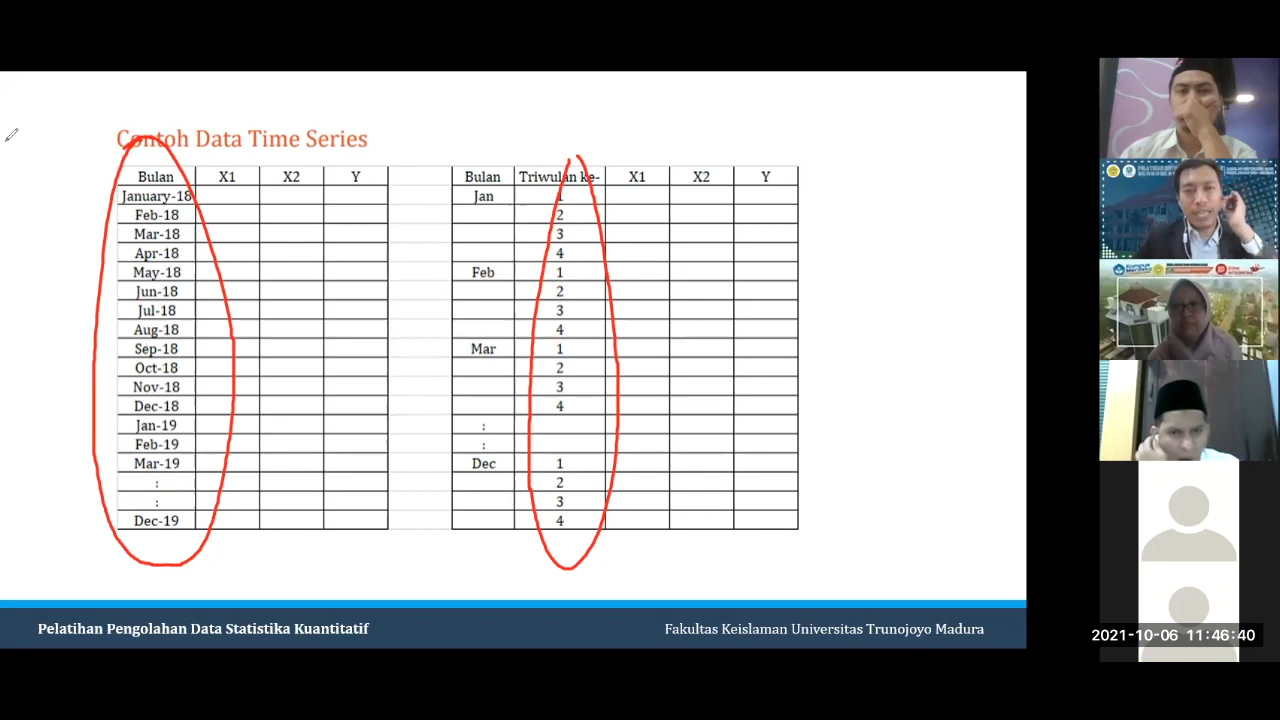 Contoh Data Time Series
Bulan X1 X2 Y Bulan Triwulan ke- X1 X2 Y
January-18 Jan 1
Feb-18 2
Mar-18 3
Apr-18 4
May-18 Feb 1
Jun-18 2
Jul-18 3
Aug-18 4
Sep-18 Mar 1
Oct-18 2
Nov-18 3
Dec-18 4
Jan-19 :
Feb-19 :
Mar-19 Dec 1
: 2
: 3
Dec-19 4
Pelatihan Pengolahan Data Statistika Kuantitatif
Fakultas Keislaman Universitas Trunojoyo Madura
2021-10-06 11:46:40